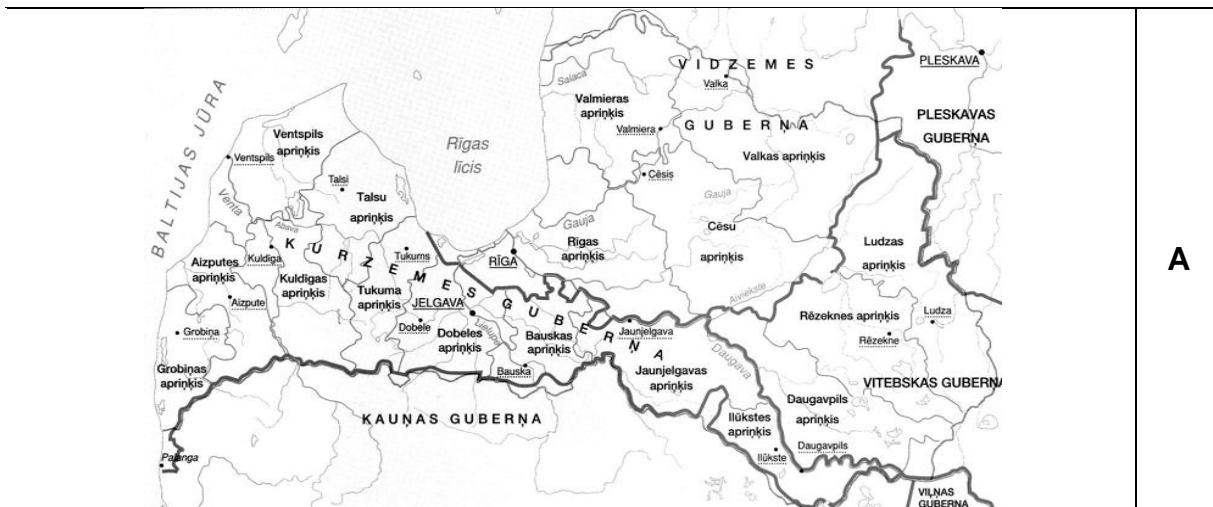 BALTIJAS JŪRA
Rīgas
līcis
VIDZEMES
GUBERŅA
PLESKAVA
PLESKAVAS
GUBERŅA
Salaca
Valka
Valmieras
apriņķis
Valmiera
Valkas apriņķis
Cēsis
Gauja
Gauja
Cēsu
apriņķis
Rīgas
apriņķis
RĪGA
Ventspils
apriņķis
Ventspils
Venta
Talsi
Talsu
apriņķis
Abava
KURZEMES GUBERŅA
Kuldīga
Kuldīgas
apriņķis
Aizputes
apriņķis
Aizpute
Grobiņa
Grobiņas
apriņķis
Palanga
Tukums
Tukuma
apriņķis
JELGAVA
Dobele
Dobeles
apriņķis
Lielupe
Bauskas
apriņķis
Bauska
Jaunjelgava
Jaunjelgavas
apriņķis
Aiviekste
Daugava
Ludzas
apriņķis
Ludza
Rēzeknes apriņķis
Rēzekne
VITEBSKAS GUBERŅA
Daugavpils
apriņķis
Daugavpils
Ilūkstes
apriņķis
Ilūkste
KAUŅAS GUBERŅA
VIĻŅAS
GUBERŅA
A